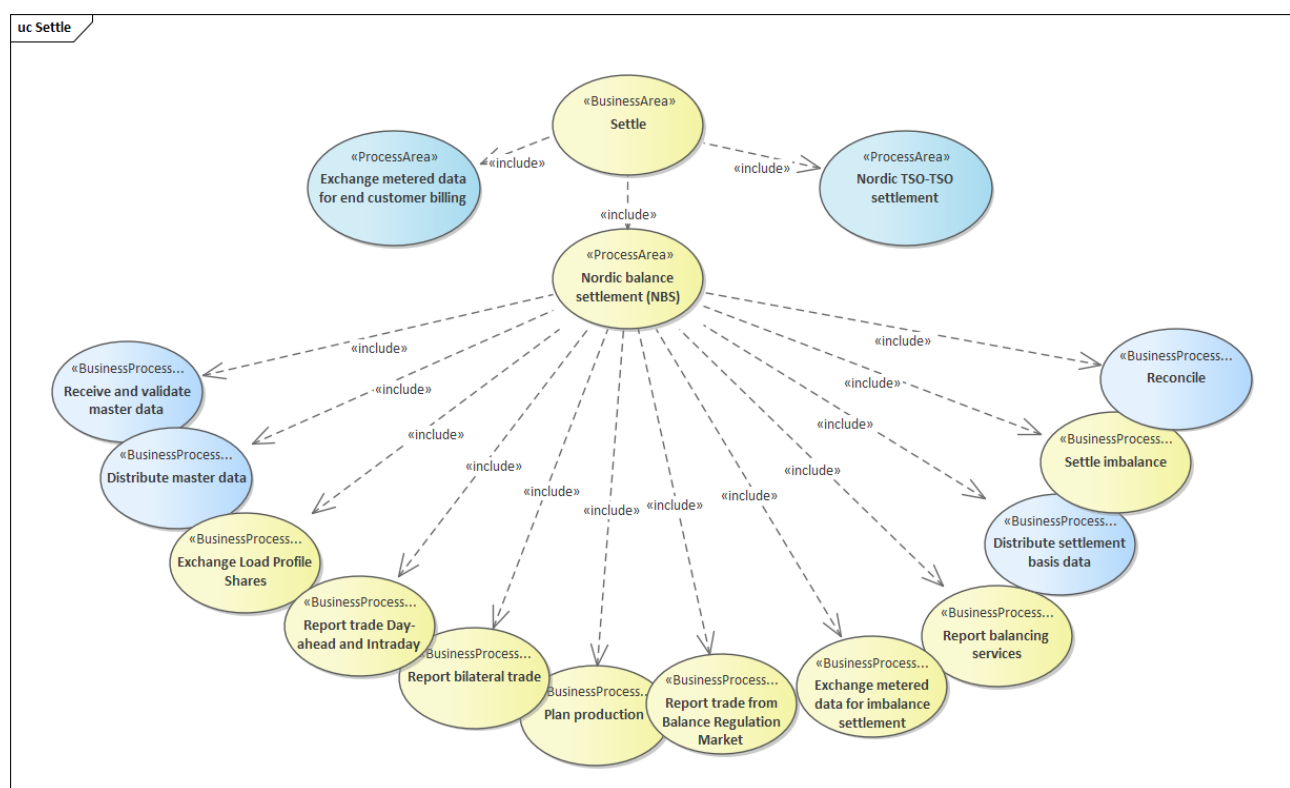 uc Settle
«BusinessArea»
Settle
«include»
«include»
«include»
«ProcessArea»
Exchange metered data
for end customer billing
«ProcessArea»
Nordic TSO-TSO
settlement
«ProcessArea»
Nordic balance
settlement (NBS)
«include»
«include»
«include»
«include»
«include»
«include»
«include»
«include»
«include»
«include»
«include»
«include»
«BusinessProcess...
Receive and validate
master data
«BusinessProcess...
Distribute master data
«BusinessProcess...
Exchange Load Profile
Shares
«BusinessProcess...
Report trade Day-
ahead and Intraday
«BusinessProcess...
Report bilateral trade
«BusinessProcess...
Plan production
«BusinessProcess...
Report trade from
Balance Regulation
Market
«BusinessProcess...
Exchange metered
data for imbalance
settlement
«BusinessProcess...
Report balancing
services
«BusinessProcess...
Distribute settlement
basis data
«BusinessProcess...
Settle imbalance
«BusinessProcess...
Reconcile